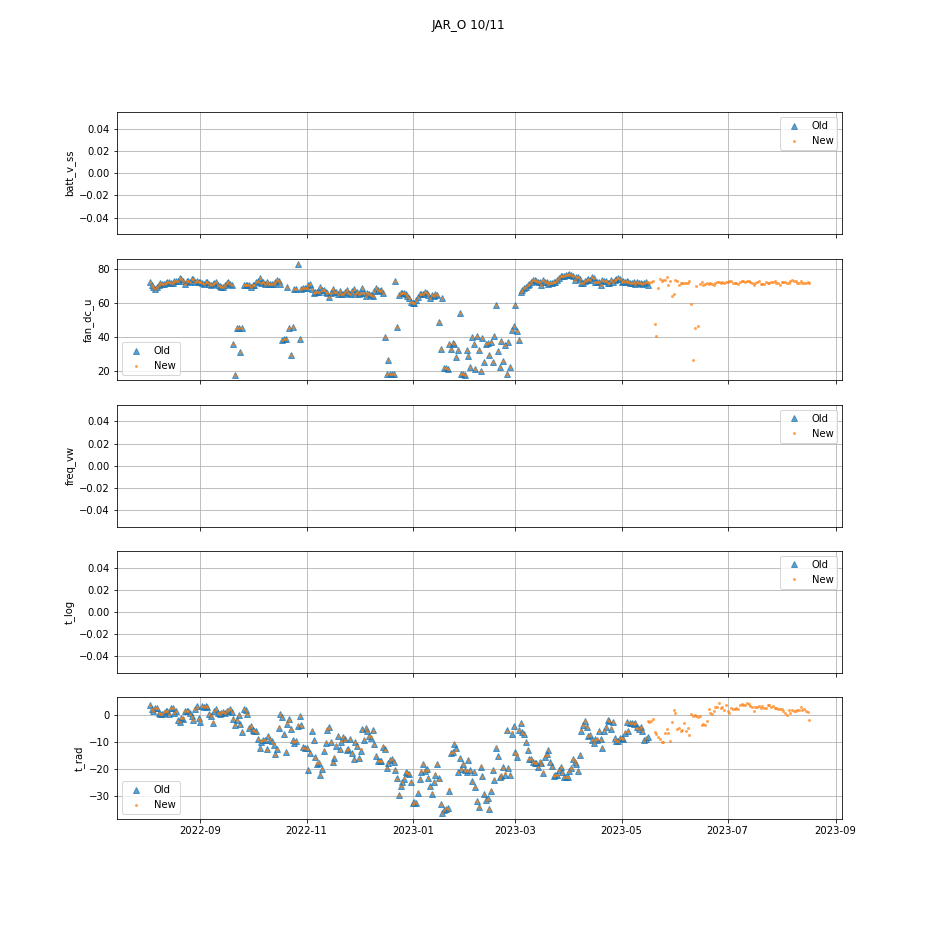 JAR_O 10/11
0.04
0.02
0.00
−0.02
−0.04
batt_v_ss
Old
New
80
60
40
20
fan_dc_u
Old
New
0.04
0.02
0.00
−0.02
−0.04
freq_vw
Old
New
0.04
0.02
0.00
−0.02
−0.04
t_log
Old
New
0
−10
−20
−30
t_rad
Old
New
2022-09
2022-11
2023-01
2023-03
2023-05
2023-07
2023-09